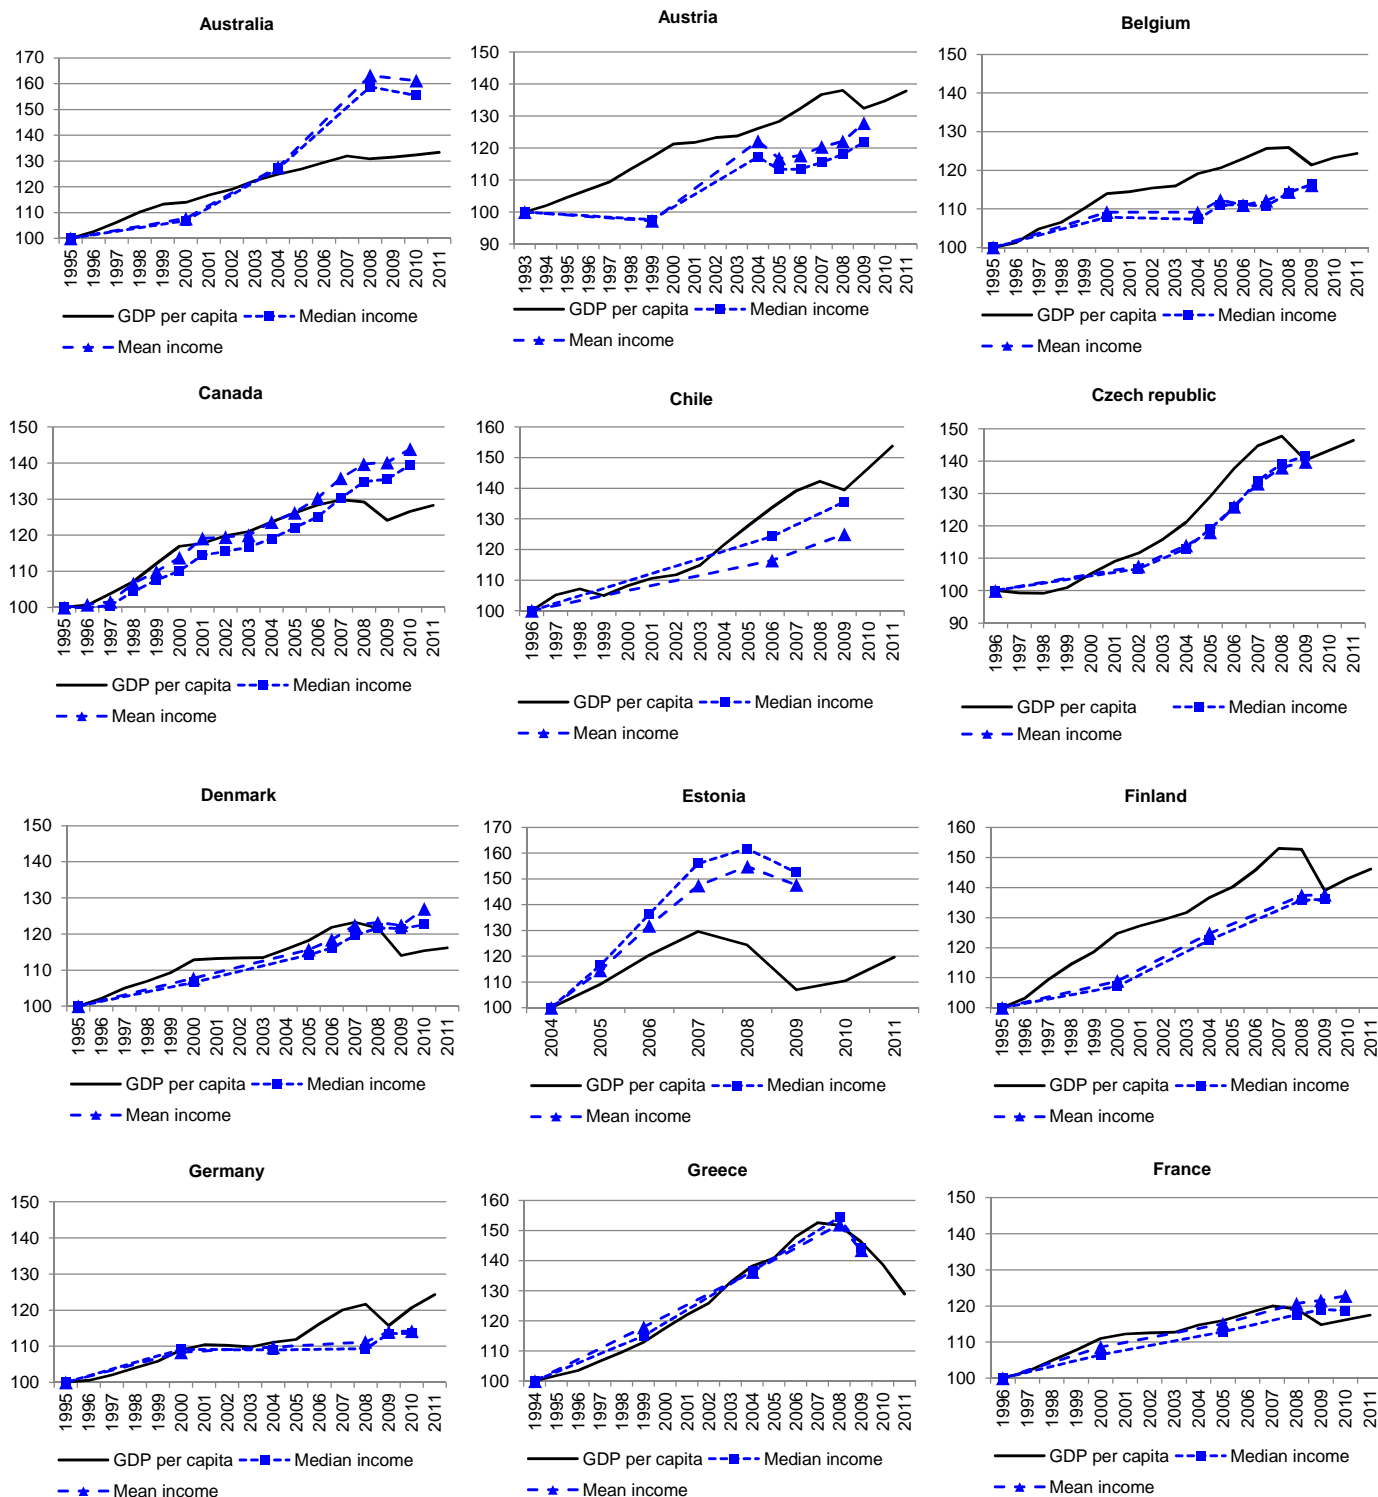 Australia
170
160
150
140
130
120
110
100
1995 1996 1997 1998 1999 2000 2001 2002 2003 2004 2005 2006 2007 2008 2009 2010 2011
GDP per capita Median income
Mean income
Austria
150
140
130
120
110
100
90
1993 1994 1995 1996 1997 1998 1999 2000 2001 2002 2003 2004 2005 2006 2007 2008 2009 2010 2011
GDP per capita Median income
Mean income
Belgium
150
140
130
120
110
100
1995 1996 1997 1998 1999 2000 2001 2002 2003 2004 2005 2006 2007 2008 2009 2010 2011
GDP per capita Median income
Mean income
Canada
150
140
130
120
110
100
1995 1996 1997 1998 1999 2000 2001 2002 2003 2004 2005 2006 2007 2008 2009 2010 2011
GDP per capita Median income
Mean income
Chile
160
150
140
130
120
110
100
1996 1997 1998 1999 2000 2001 2002 2003 2004 2005 2006 2007 2008 2009 2010 2011
GDP per capita Median income
Mean income
Czech republic
150
140
130
120
110
100
90
1996 1997 1998 1999 2000 2001 2002 2003 2004 2005 2006 2007 2008 2009 2010 2011
GDP per capita Median income
Mean income
Denmark
150
140
130
120
110
100
1995 1996 1997 1998 1999 2000 2001 2002 2003 2004 2005 2006 2007 2008 2009 2010 2011
GDP per capita Median income
Mean income
Estonia
170
160
150
140
130
120
110
100
2004 2005 2006 2007 2008 2009 2010 2011
GDP per capita Median income
Mean income
Finland
160
150
140
130
120
110
100
1995 1996 1997 1998 1999 2000 2001 2002 2003 2004 2005 2006 2007 2008 2009 2010 2011
GDP per capita Median income
Mean income
Germany
150
140
130
120
110
100
1995 1996 1997 1998 1999 2000 2001 2002 2003 2004 2005 2006 2007 2008 2009 2010 2011
GDP per capita Median income
Mean income
Greece
160
150
140
130
120
110
100
1994 1995 1996 1997 1998 1999 2000 2001 2002 2003 2004 2005 2006 2007 2008 2009 2010 2011
GDP per capita Median income
Mean income
France
150
140
130
120
110
100
1996 1997 1998 1999 2000 2001 2002 2003 2004 2005 2006 2007 2008 2009 2010 2011
GDP per capita Median income
Mean income